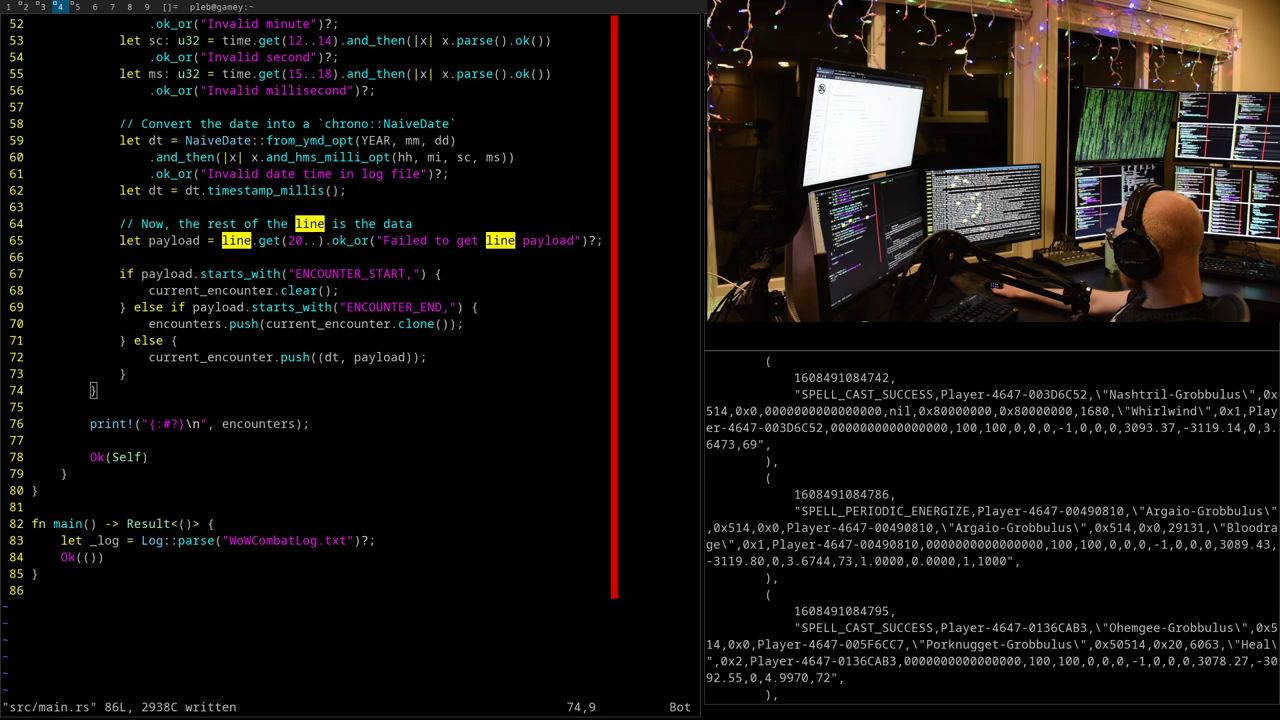 1 2 3 4 5 6 7 8 9 []= pleb@gamey:~
52 .ok_or("Invalid minute")?;
53 let sc: u32 = time.get(12..14).and_then(|x| x.parse().ok())
54 .ok_or("Invalid second")?;
55 let ms: u32 = time.get(15..18).and_then(|x| x.parse().ok())
56 .ok_or("Invalid millisecond")?;
57
58 // Convert the date into a `chrono::NaiveDate`
59 let dt = NaiveDate::from_ymd_opt(YEAR, mm, dd)
60 .and_then(|x| x.and_hms_milli_opt(hh, mi, sc, ms))
61 .ok_or("Invalid date time in log file")?;
62 let dt = dt.timestamp_millis();
63
64 // Now, the rest of the line is the data
65 let payload = line.get(20..).ok_or("Failed to get line payload")?;
66
67 if payload.starts_with("ENCOUNTER_START,") {
68 current_encounter.clear();
69 } else if payload.starts_with("ENCOUNTER_END,") {
70 encounters.push(current_encounter.clone());
71 } else {
72 current_encounter.push((dt, payload));
73 }
74 }
75
76 print!("{:#?}\n", encounters);
77
78 Ok(Self)
79 }
80 }
81
82 fn main() -> Result<()> {
83 let _log = Log::parse("WoWCombatLog.txt")?;
84 Ok(())
85 }
86
~
~
~
~
~
~
"src/main.rs" 86L, 2938C written 74,9 Bot
(
1608491084742,
"SPELL_CAST_SUCCESS,Player-4647-003D6C52,\"Nashtril-Grobbulus\",0x
514,0x0,0000000000000000,nil,0x80000000,0x80000000,1680,\"Whirlwind\",0x1,Play
er-4647-003D6C52,0000000000000000,100,100,0,0,0,-1,0,0,0,3093.37,-3119.14,0,3.
6473,69",
),
(
1608491084786,
"SPELL_PERIODIC_ENERGIZE,Player-4647-00490810,\"Argaio-Grobbulus\"
,0x514,0x0,Player-4647-00490810,\"Argaio-Grobbulus\",0x514,0x0,29131,\"Bloodra
ge\",0x1,Player-4647-00490810,0000000000000000,100,100,0,0,0,-1,0,0,0,3089.43,
-3119.80,0,3.6744,73,1.0000,0.0000,1,1000",
),
(
1608491084795,
"SPELL_CAST_SUCCESS,Player-4647-0136CAB3,\"Ohemgee-Grobbulus\",0x5
14,0x0,Player-4647-005F6CC7,\"Porknugget-Grobbulus\",0x50514,0x20,6063,\"Heal\
",0x2,Player-4647-0136CAB3,0000000000000000,100,100,0,0,0,-1,0,0,0,3078.27,-30
92.55,0,4.9970,72",
),